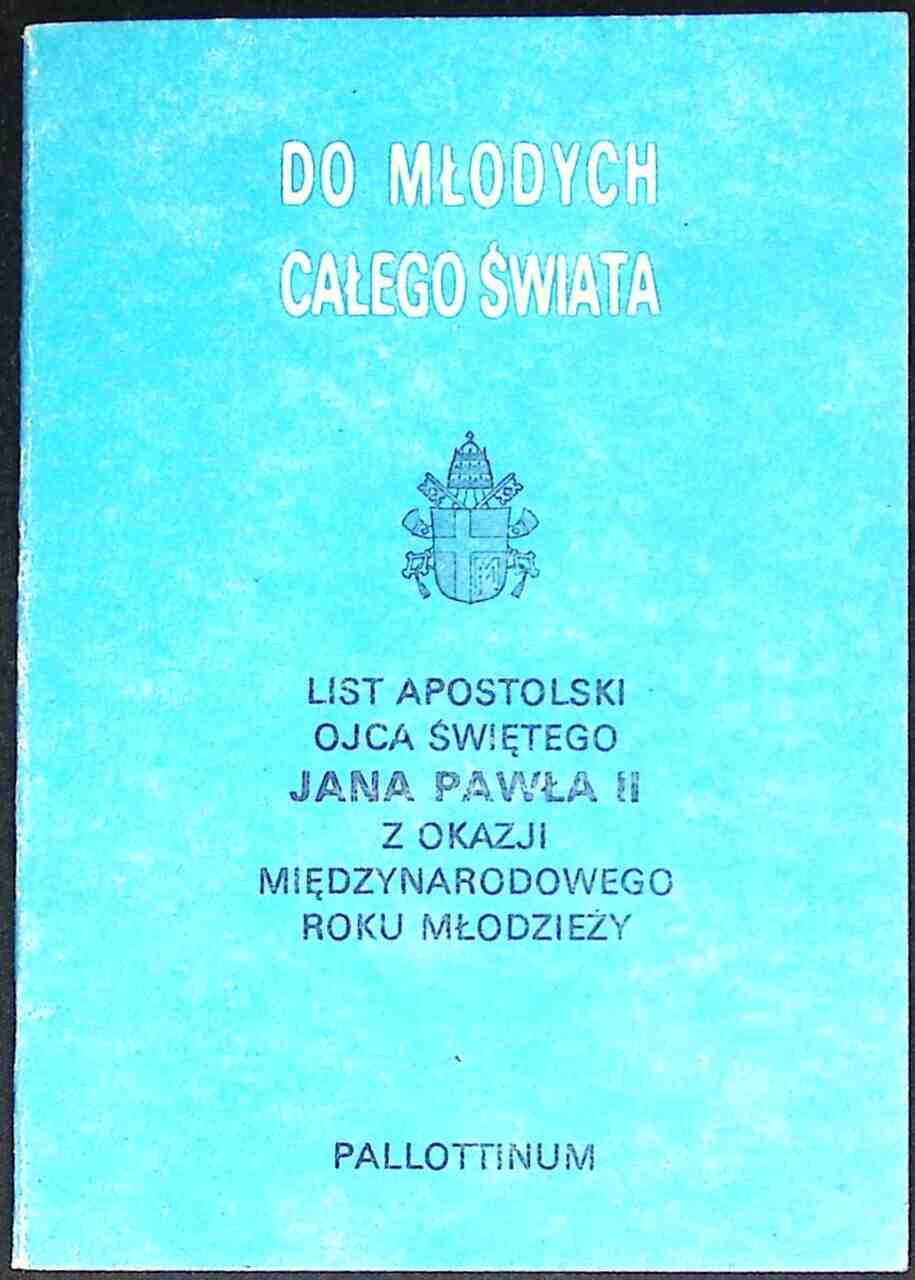 DO MŁODYCH
CAŁEGO ŚWIATA
LIST APOSTOLSKI
OJCA ŚWIĘTEGO
JANA PAWŁA II
Z OKAZJI
MIĘDZYNARODOWEGO
ROKU MŁODZIEŻY
PALLOTTINUM